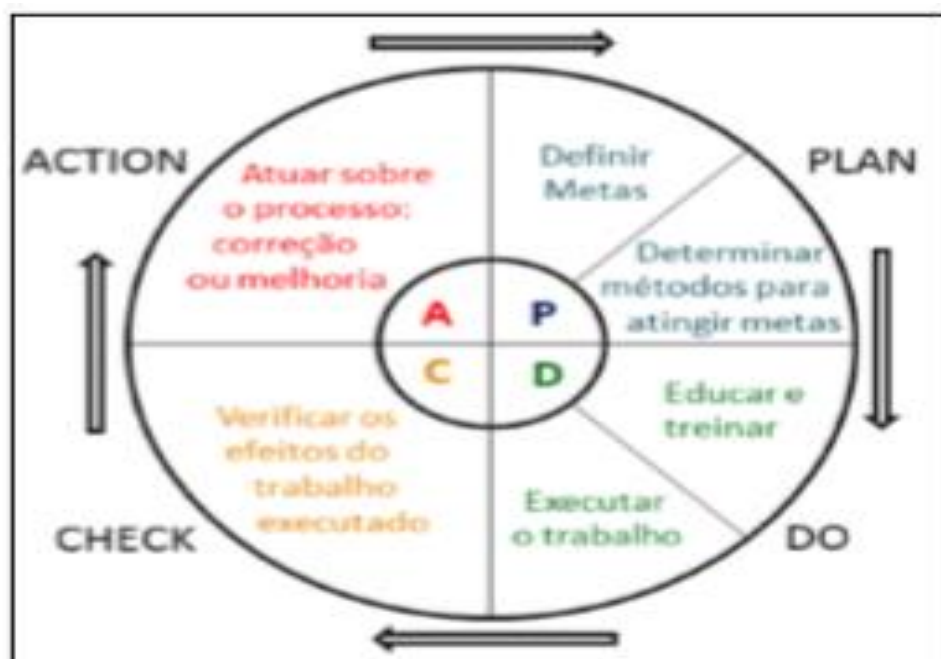 ACTION
Atuar sobre
o processo:
correção
ou melhoria
Definir
Metas
PLAN
Determinar
métodos para
atingir metas
A
P
C
D
Educar e
treinar
Verificar os
efeitos do
trabalho
executado
Executar
o trabalho
CHECK
DO